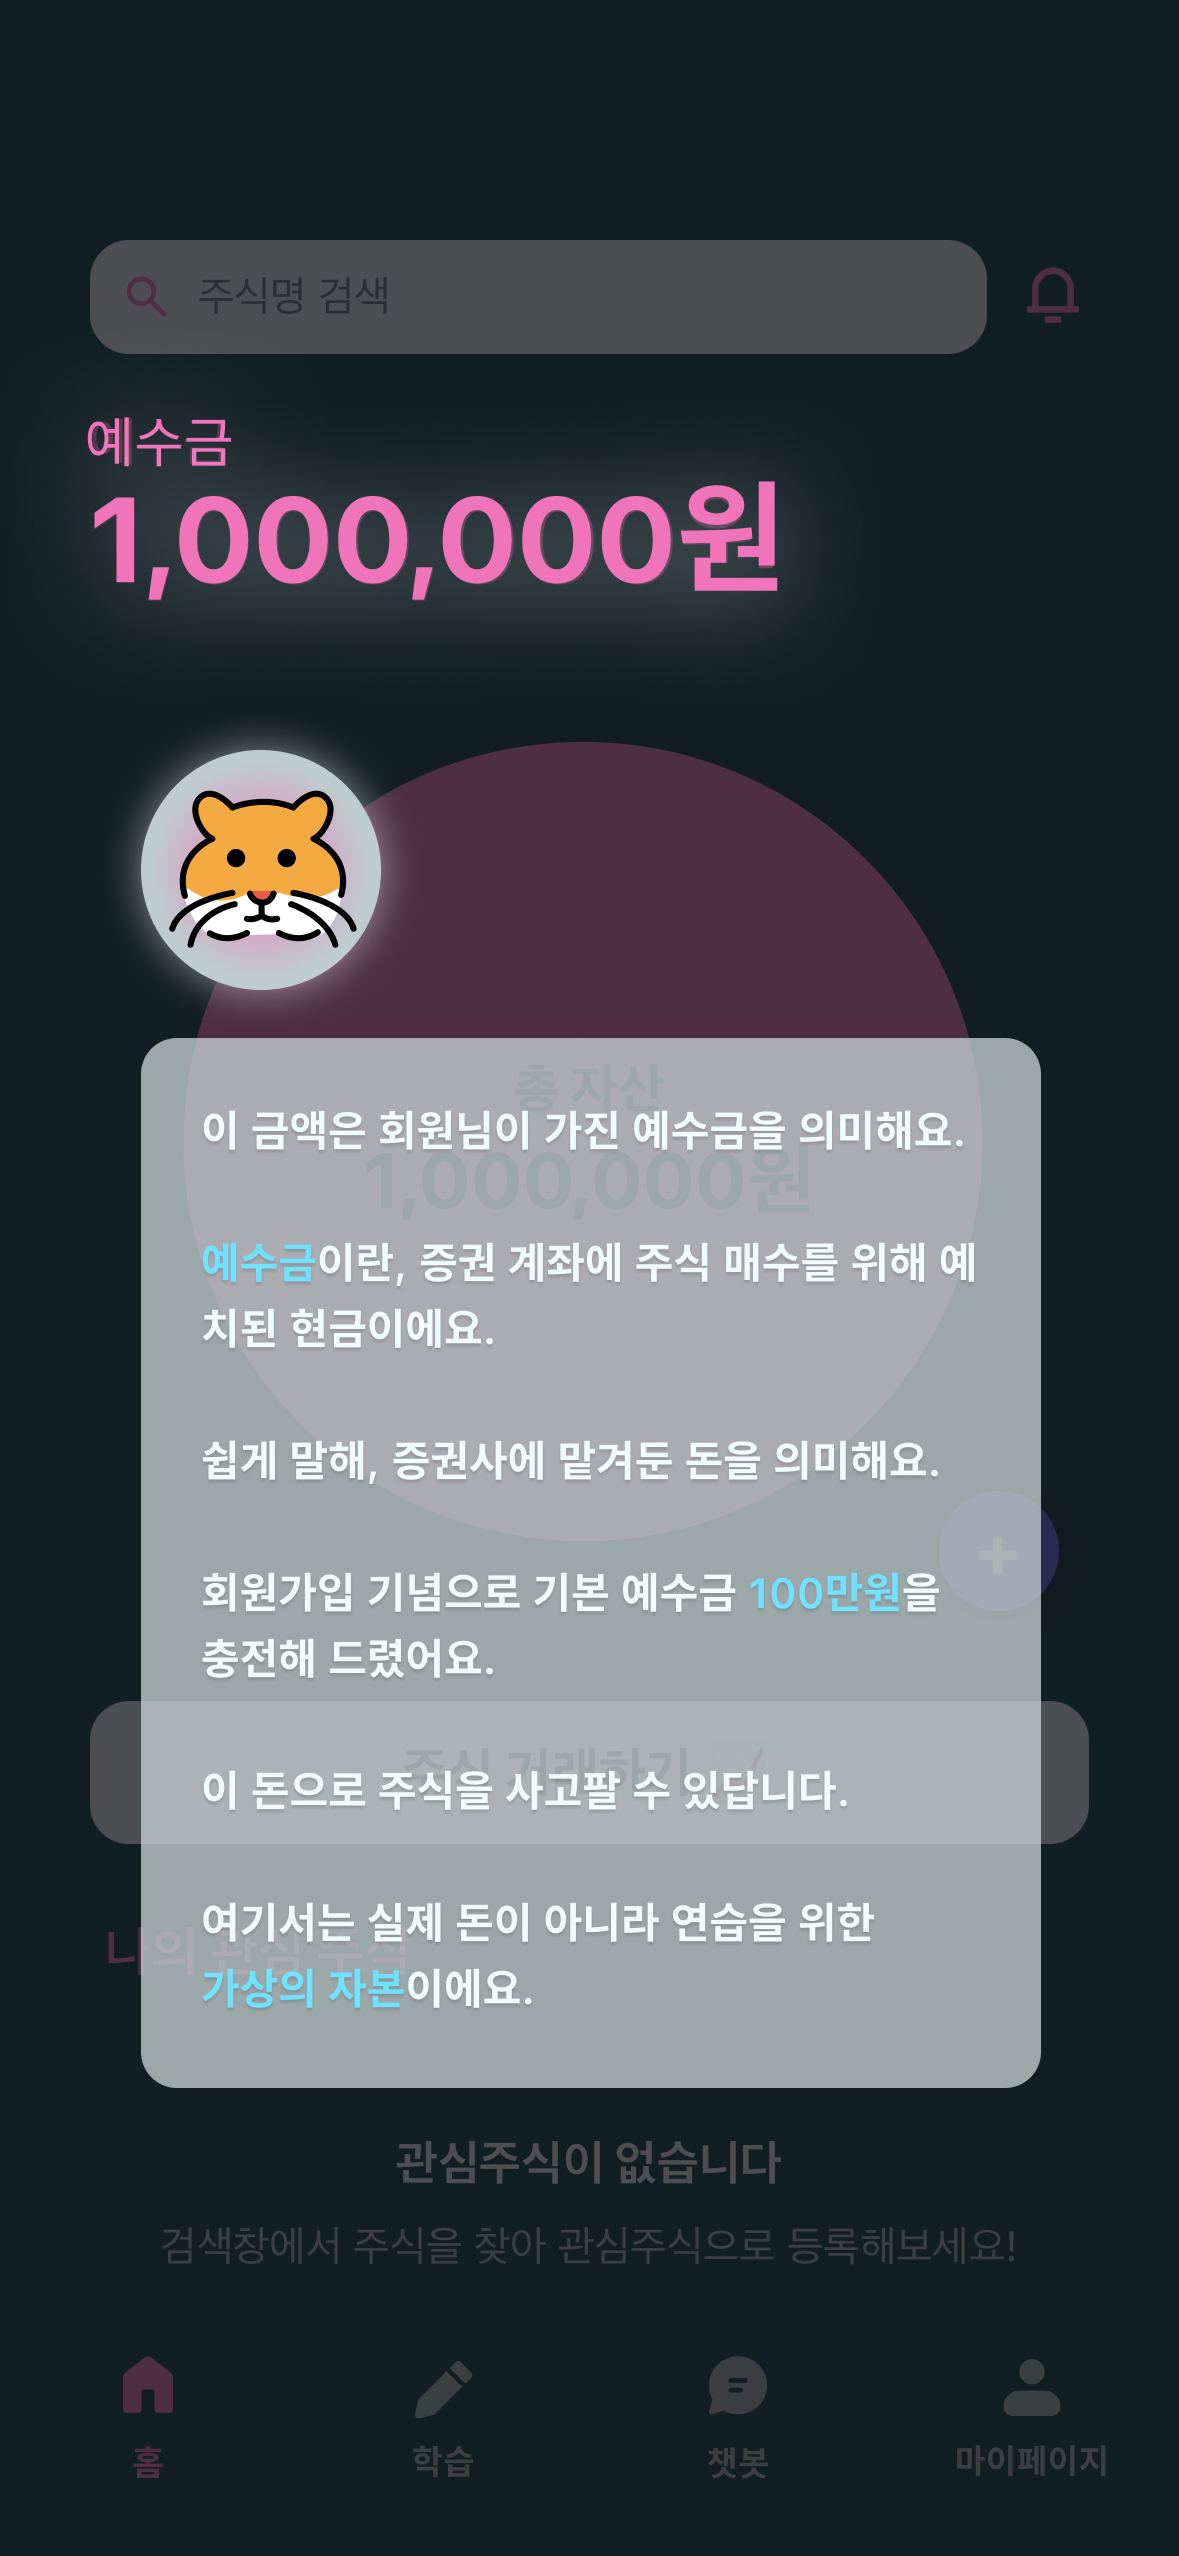 주식명 검색
예수금
1,000,000원
총 자산
이 금액은 회원님이 가진 예수금을 의미해요.
1,000,000원
예수금이란, 증권 계좌에 주식 매수를 위해 예
치된 현금이에요.
쉽게 말해, 증권사에 맡겨둔 돈을 의미해요.
+
회원가입 기념으로 기본 예수금 100만원을
충전해 드렸어요.
주식 거래하기
이 돈으로 주식을 사고팔 수 있답니다.
여기서는 실제 돈이 아니라 연습을 위한
나의 관심 주식
가상의 자본이에요.
관심주식이 없습니다
검색창에서 주식을 찾아 관심주식으로 등록해보세요!
홈 학습 챗봇 마이페이지